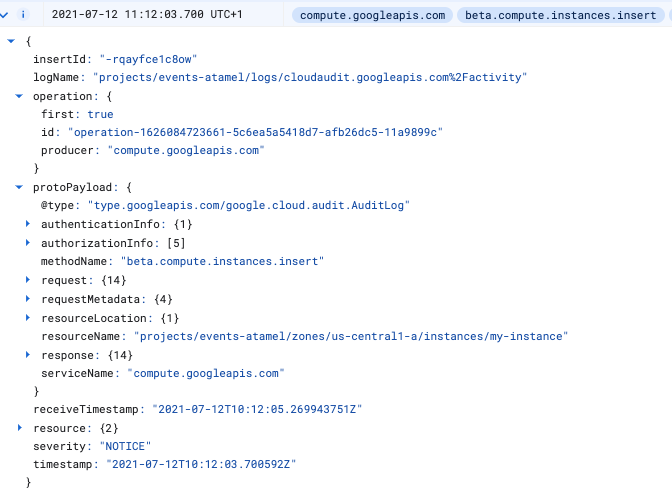 2021-07-12 11:12:03.700 UTC+1 compute.googleapis.com beta.compute.instances.insert
{
insertId: "-rqayfce1c8ow"
logName: "projects/events-atamel/logs/cloudaudit.googleapis.com%2Factivity"
operation: {
first: true
id: "operation-1626084723661-5c6ea5a5418d7-afb26dc5-11a9899c"
producer: "compute.googleapis.com"
}
protoPayload: {
@type: "type.googleapis.com/google.cloud.audit.AuditLog"
authenticationInfo: {1}
authorizationInfo: [5]
methodName: "beta.compute.instances.insert"
request: {14}
requestMetadata: {4}
resourceLocation: {1}
resourceName: "projects/events-atamel/zones/us-central1-a/instances/my-instance"
response: {14}
serviceName: "compute.googleapis.com"
}
receiveTimestamp: "2021-07-12T10:12:05.269943751Z"
resource: {2}
severity: "NOTICE"
timestamp: "2021-07-12T10:12:03.700592Z"
}